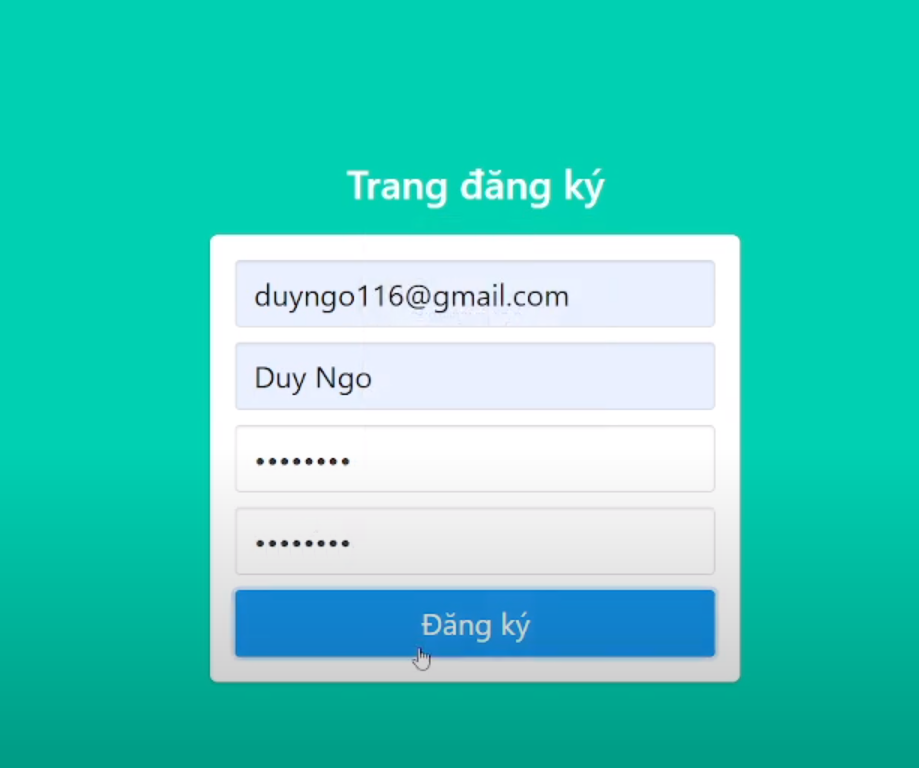 Trang đăng ký
duyngo116@gmail.com
Duy Ngo
••••••••
••••••••
Đăng ký